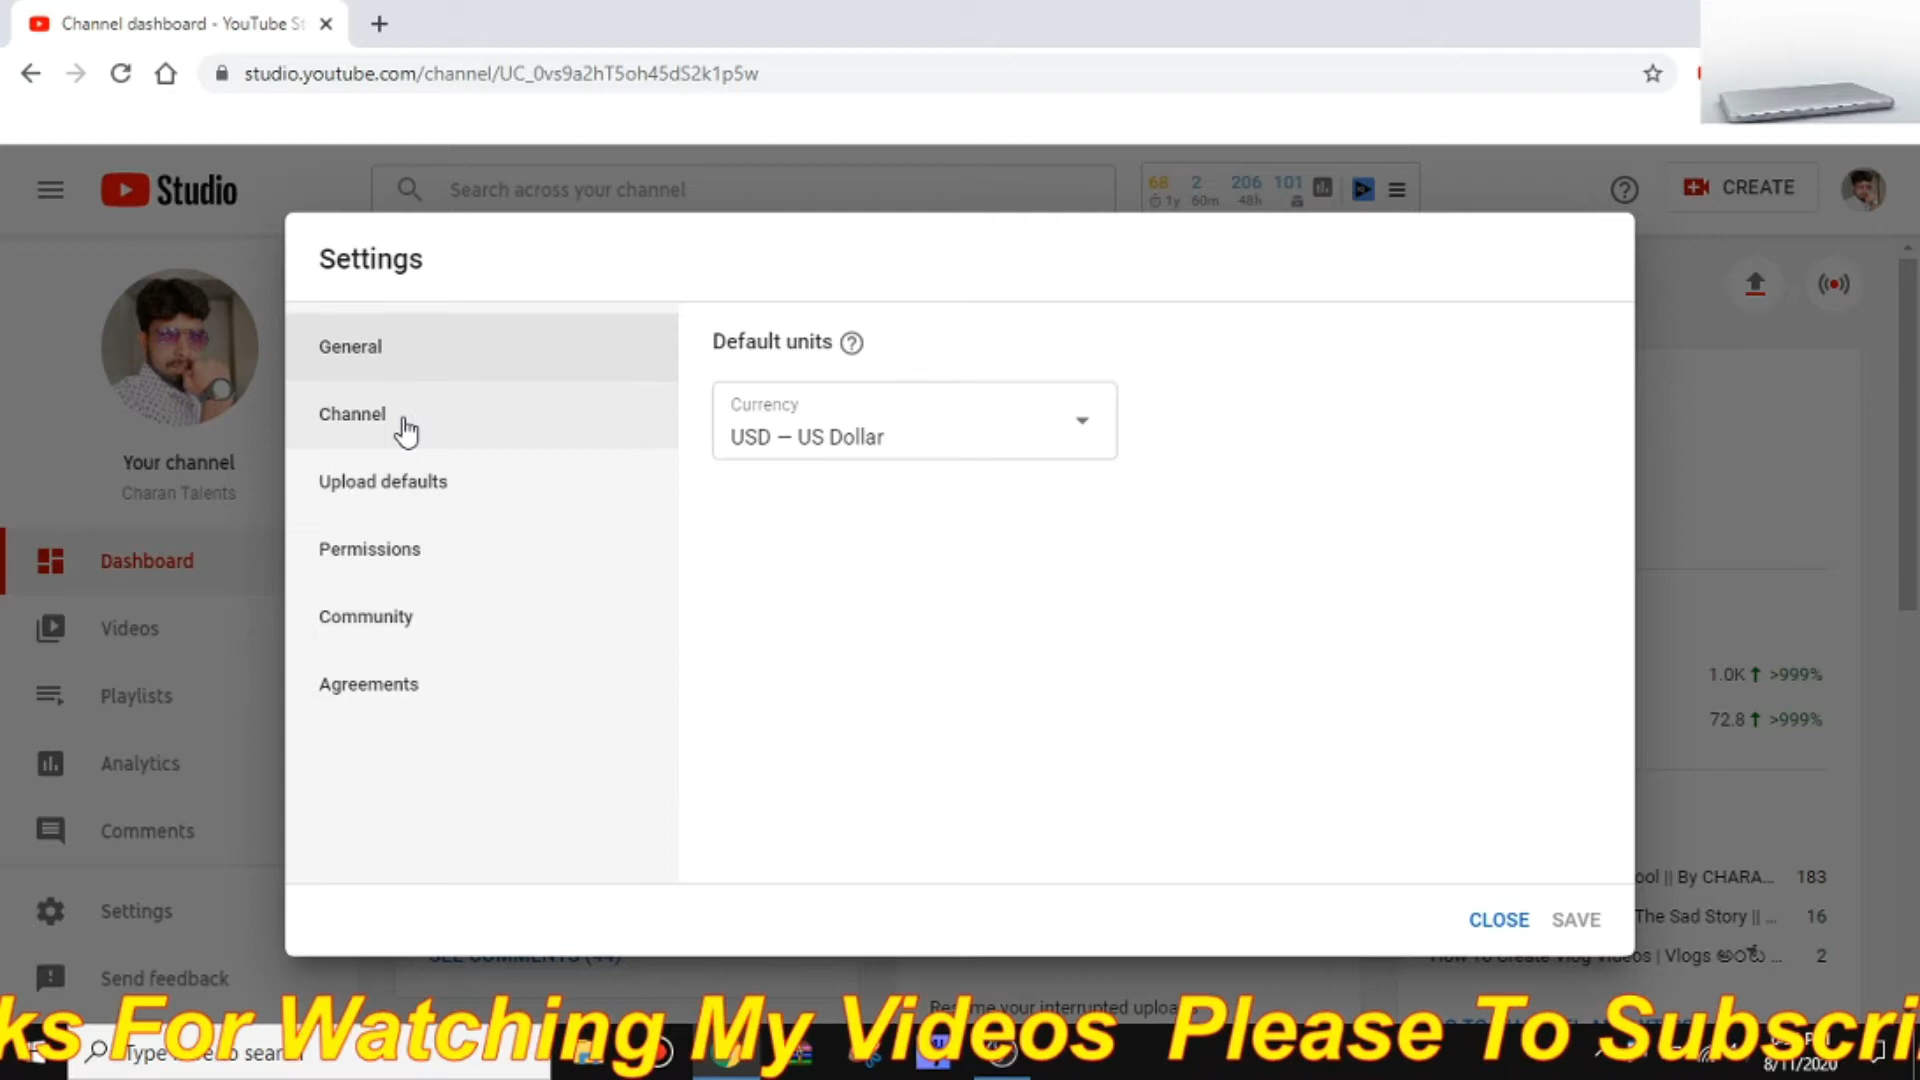 Channel dashboard - YouTube St
studio.youtube.com/channel/UC_0vs9a2hT5oh45dS2k1p5w
Studio
Search across your channel
68 2 206 101
1y 60m 48h
CREATE
Settings
General
Channel
Upload defaults
Permissions
Community
Agreements
Default units
Currency
USD – US Dollar
CLOSE SAVE
Your channel
Charan Talents
Dashboard
Videos
Playlists
Analytics
Comments
Settings
Send feedback
1.0K >999%
72.8 >999%
ool || By CHARA... 183
The Sad Story || ... 16
How To Create Vlog Videos | Vlogs అంటే ... 2
SEE COMMENTS (44)
Resume your interrupted uploa
ks For Watching My Videos Please To Subscri
Type to sear
8/11/2020